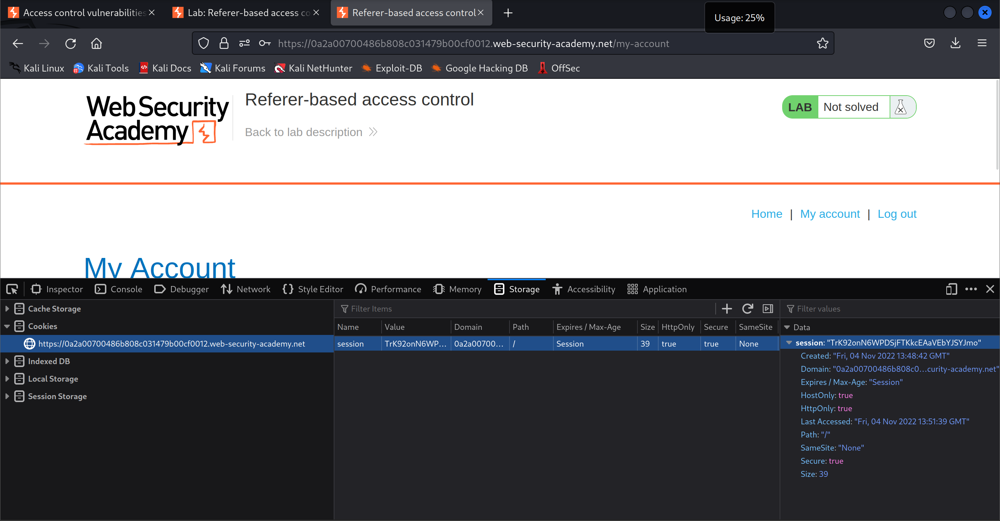 Access control vulnerabilities
Lab: Referer-based access co
Referer-based access control
Usage: 25%
https://0a2a00700486b808c031479b00cf0012.web-security-academy.net/my-account
Kali Linux
Kali Tools
Kali Docs
Kali Forums
Kali NetHunter
Exploit-DB
Google Hacking DB
OffSec
Web Security
Academy
Referer-based access control
Back to lab description
LAB Not solved
Home | My account | Log out
My Account
Inspector
Console
Debugger
Network
Style Editor
Performance
Memory
Storage
Accessibility
Application
Cache Storage
Cookies
https://0a2a00700486b808c031479b00cf0012.web-security-academy.net
Indexed DB
Local Storage
Session Storage
Filter Items
Name Value Domain Path Expires / Max-Age Size HttpOnly Secure SameSite
session TrK92onN6WP... 0a2a00700... / Session 39 true true None
Filter values
Data
session: "TrK92onN6WPDSjFTKkcEAaVEbYJSYJmo"
Created: "Fri, 04 Nov 2022 13:48:42 GMT"
Domain: "0a2a00700486b808c0...curity-academy.net"
Expires / Max-Age: "Session"
HostOnly: true
HttpOnly: true
Last Accessed: "Fri, 04 Nov 2022 13:51:39 GMT"
Path: "/"
SameSite: "None"
Secure: true
Size: 39